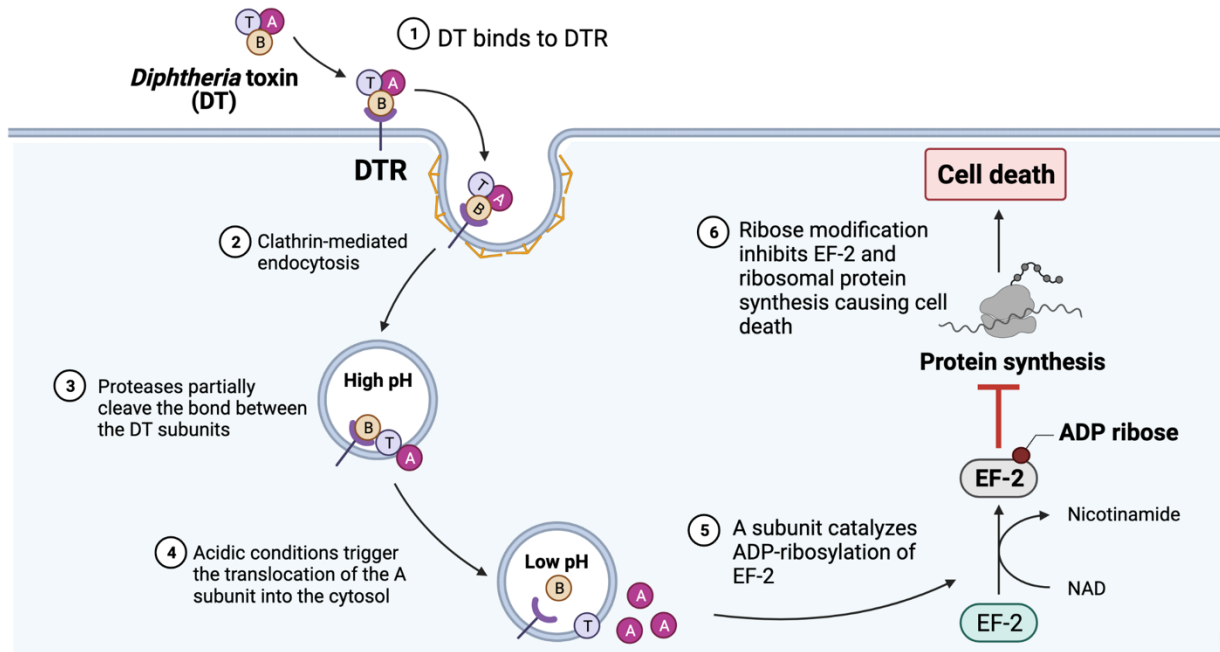 T A
B
Diphtheria toxin
(DT)
1 DT binds to DTR
T A
B
DTR
T
A
B
2 Clathrin-mediated
endocytosis
3 Proteases partially
cleave the bond between
the DT subunits
High pH
B
T
A
4 Acidic conditions trigger
the translocation of the A
subunit into the cytosol
Low pH
B
T
A
A
A
5 A subunit catalyzes
ADP-ribosylation of
EF-2
EF-2
NAD
Nicotinamide
EF-2
ADP ribose
Protein synthesis
6 Ribose modification
inhibits EF-2 and
ribosomal protein
synthesis causing cell
death
Cell death